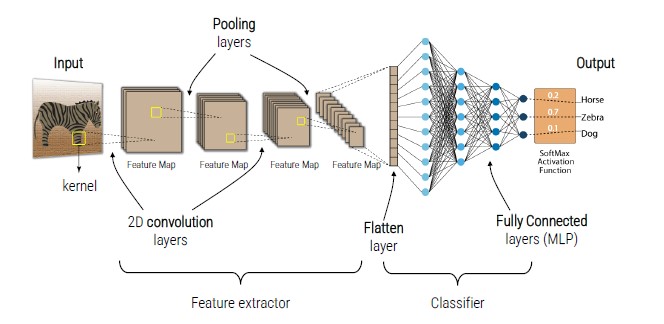 Pooling
layers
Input
Output
0.2
0.7
0.1
Horse
Zebra
Dog
SoftMax
Activation
Function
Feature Map
Feature Map
Feature Map
Feature Map
kernel
2D convolution
layers
Flatten
layer
Fully Connected
layers (MLP)
Feature extractor
Classifier